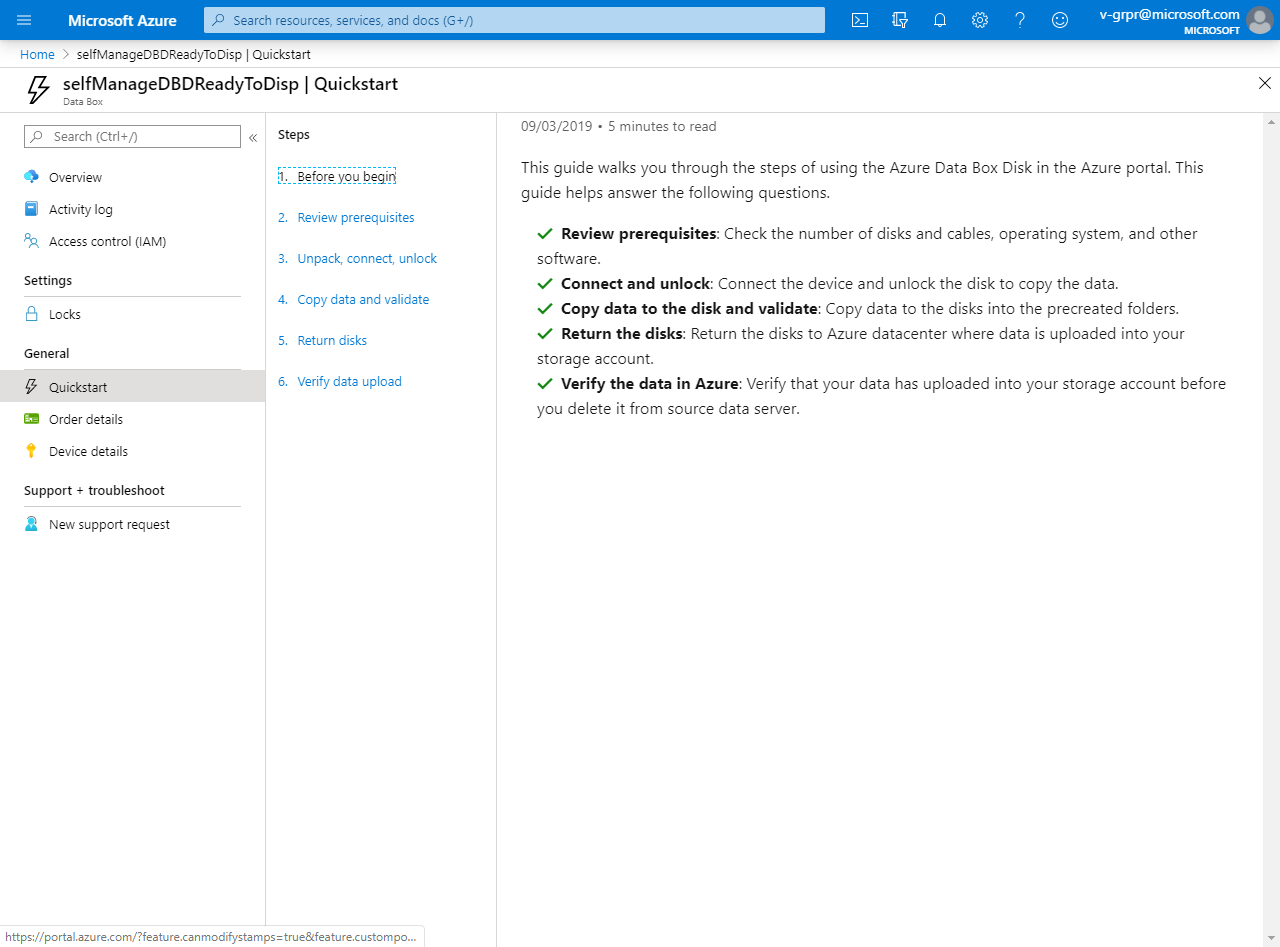 Microsoft Azure
Search resources, services, and docs (G+/)
v-grpr@microsoft.com
MICROSOFT
Home > selfManageDBDReadyToDisp | Quickstart
selfManageDBDReadyToDisp | Quickstart
Data Box
Search (Ctrl+/)
«
Overview
Activity log
Access control (IAM)
Settings
Locks
General
Quickstart
Order details
Device details
Support + troubleshoot
New support request
Steps
1. Before you begin
2. Review prerequisites
3. Unpack, connect, unlock
4. Copy data and validate
5. Return disks
6. Verify data upload
09/03/2019 • 5 minutes to read
This guide walks you through the steps of using the Azure Data Box Disk in the Azure portal. This
guide helps answer the following questions.
Review prerequisites: Check the number of disks and cables, operating system, and other
software.
Connect and unlock: Connect the device and unlock the disk to copy the data.
Copy data to the disk and validate: Copy data to the disks into the precreated folders.
Return the disks: Return the disks to Azure datacenter where data is uploaded into your
storage account.
Verify the data in Azure: Verify that your data has uploaded into your storage account before
you delete it from source data server.
https://portal.azure.com/?feature.canmodifystamps=true&feature.custompo...